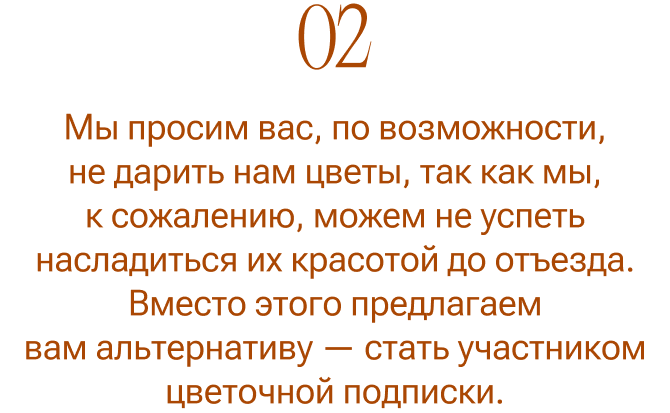 02
Мы просим вас, по возможности,
не дарить нам цветы, так как мы,
к сожалению, можем не успеть
насладиться их красотой до отъезда.
Вместо этого предлагаем
вам альтернативу — стать участником
цветочной подписки.